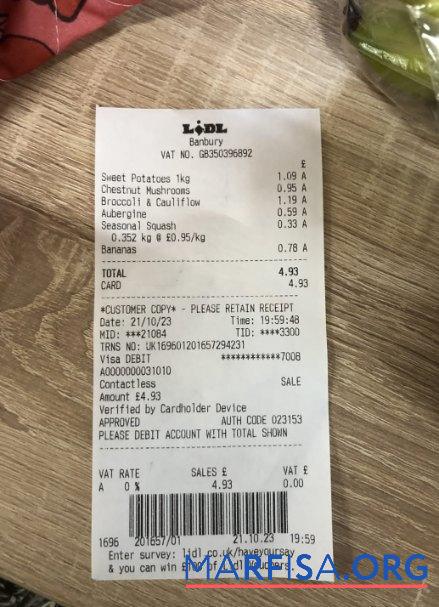 LiDL
Banbury
VAT NO. GB350396892
£
Sweet Potatoes 1kg 1.09 A
Chestnut Mushrooms 0.95 A
Broccoli & Cauliflow 1.19 A
Aubergine 0.59 A
Seasonal Squash 0.33 A
0.352 kg @ £0.95/kg
Bananas 0.78 A
TOTAL 4.93
CARD 4.93
*CUSTOMER COPY* - PLEASE RETAIN RECEIPT
Date: 21/10/23 Time: 19:59:48
MID: ***21084 TID: ****3300
TRNS NO: UK169601201657294231
Visa DEBIT ************7008
A0000000031010
Contactless SALE
Amount £4.93
Verified by Cardholder Device
APPROVED AUTH CODE 023153
PLEASE DEBIT ACCOUNT WITH TOTAL SHOWN
VAT RATE SALES £ VAT £
A 0 % 4.93 0.00
1696 201657/01 21.10.23 19:59
Enter survey: lidl.co.uk/haveyoursay
& you can win of Lidl vouchers
MARFISA.ORG